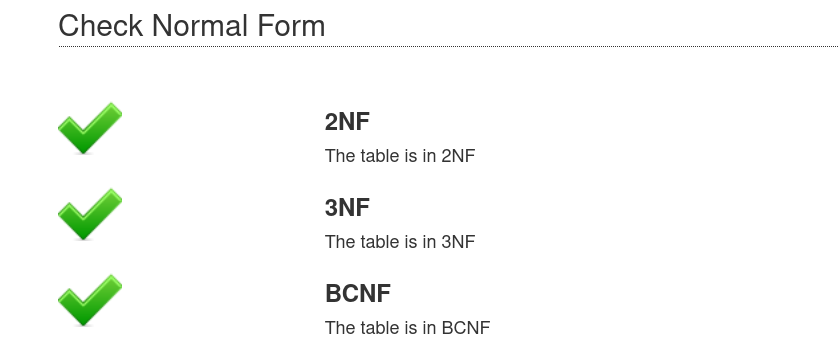 Check Normal Form
2NF
The table is in 2NF
3NF
The table is in 3NF
BCNF
The table is in BCNF